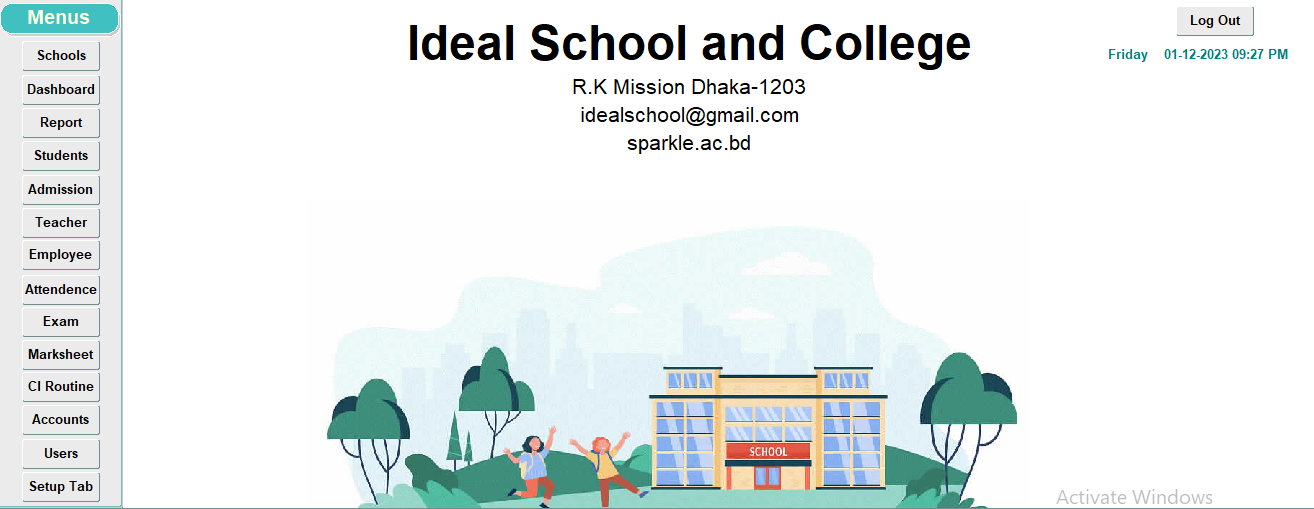 Menus
Schools
Dashboard
Report
Students
Admission
Teacher
Employee
Attendence
Exam
Marksheet
CI Routine
Accounts
Users
Setup Tab
Ideal School and College
R.K Mission Dhaka-1203
idealschool@gmail.com
sparkle.ac.bd
Log Out
Friday 01-12-2023 09:27 PM
SCHOOL
Activate Windows